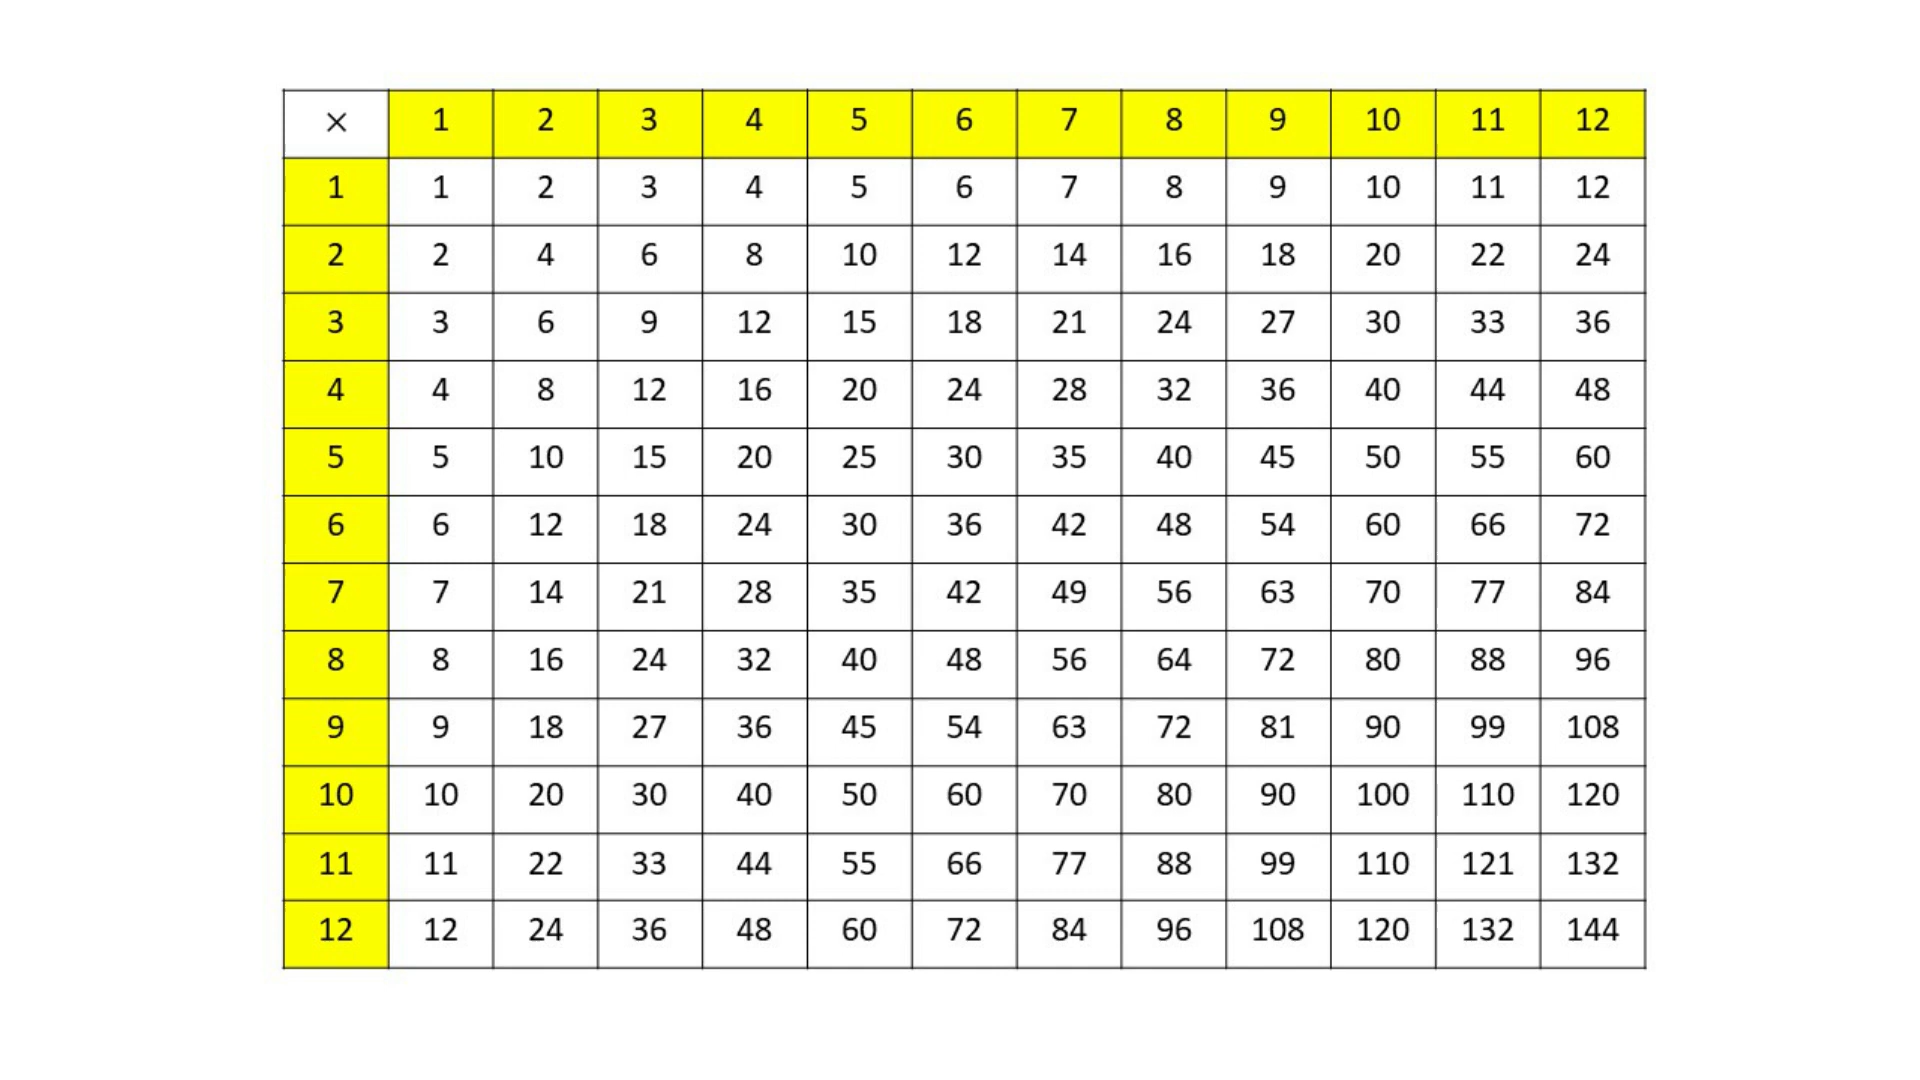 × 1 2 3 4 5 6 7 8 9 10 11 12
1 1 2 3 4 5 6 7 8 9 10 11 12
2 2 4 6 8 10 12 14 16 18 20 22 24
3 3 6 9 12 15 18 21 24 27 30 33 36
4 4 8 12 16 20 24 28 32 36 40 44 48
5 5 10 15 20 25 30 35 40 45 50 55 60
6 6 12 18 24 30 36 42 48 54 60 66 72
7 7 14 21 28 35 42 49 56 63 70 77 84
8 8 16 24 32 40 48 56 64 72 80 88 96
9 9 18 27 36 45 54 63 72 81 90 99 108
10 10 20 30 40 50 60 70 80 90 100 110 120
11 11 22 33 44 55 66 77 88 99 110 121 132
12 12 24 36 48 60 72 84 96 108 120 132 144